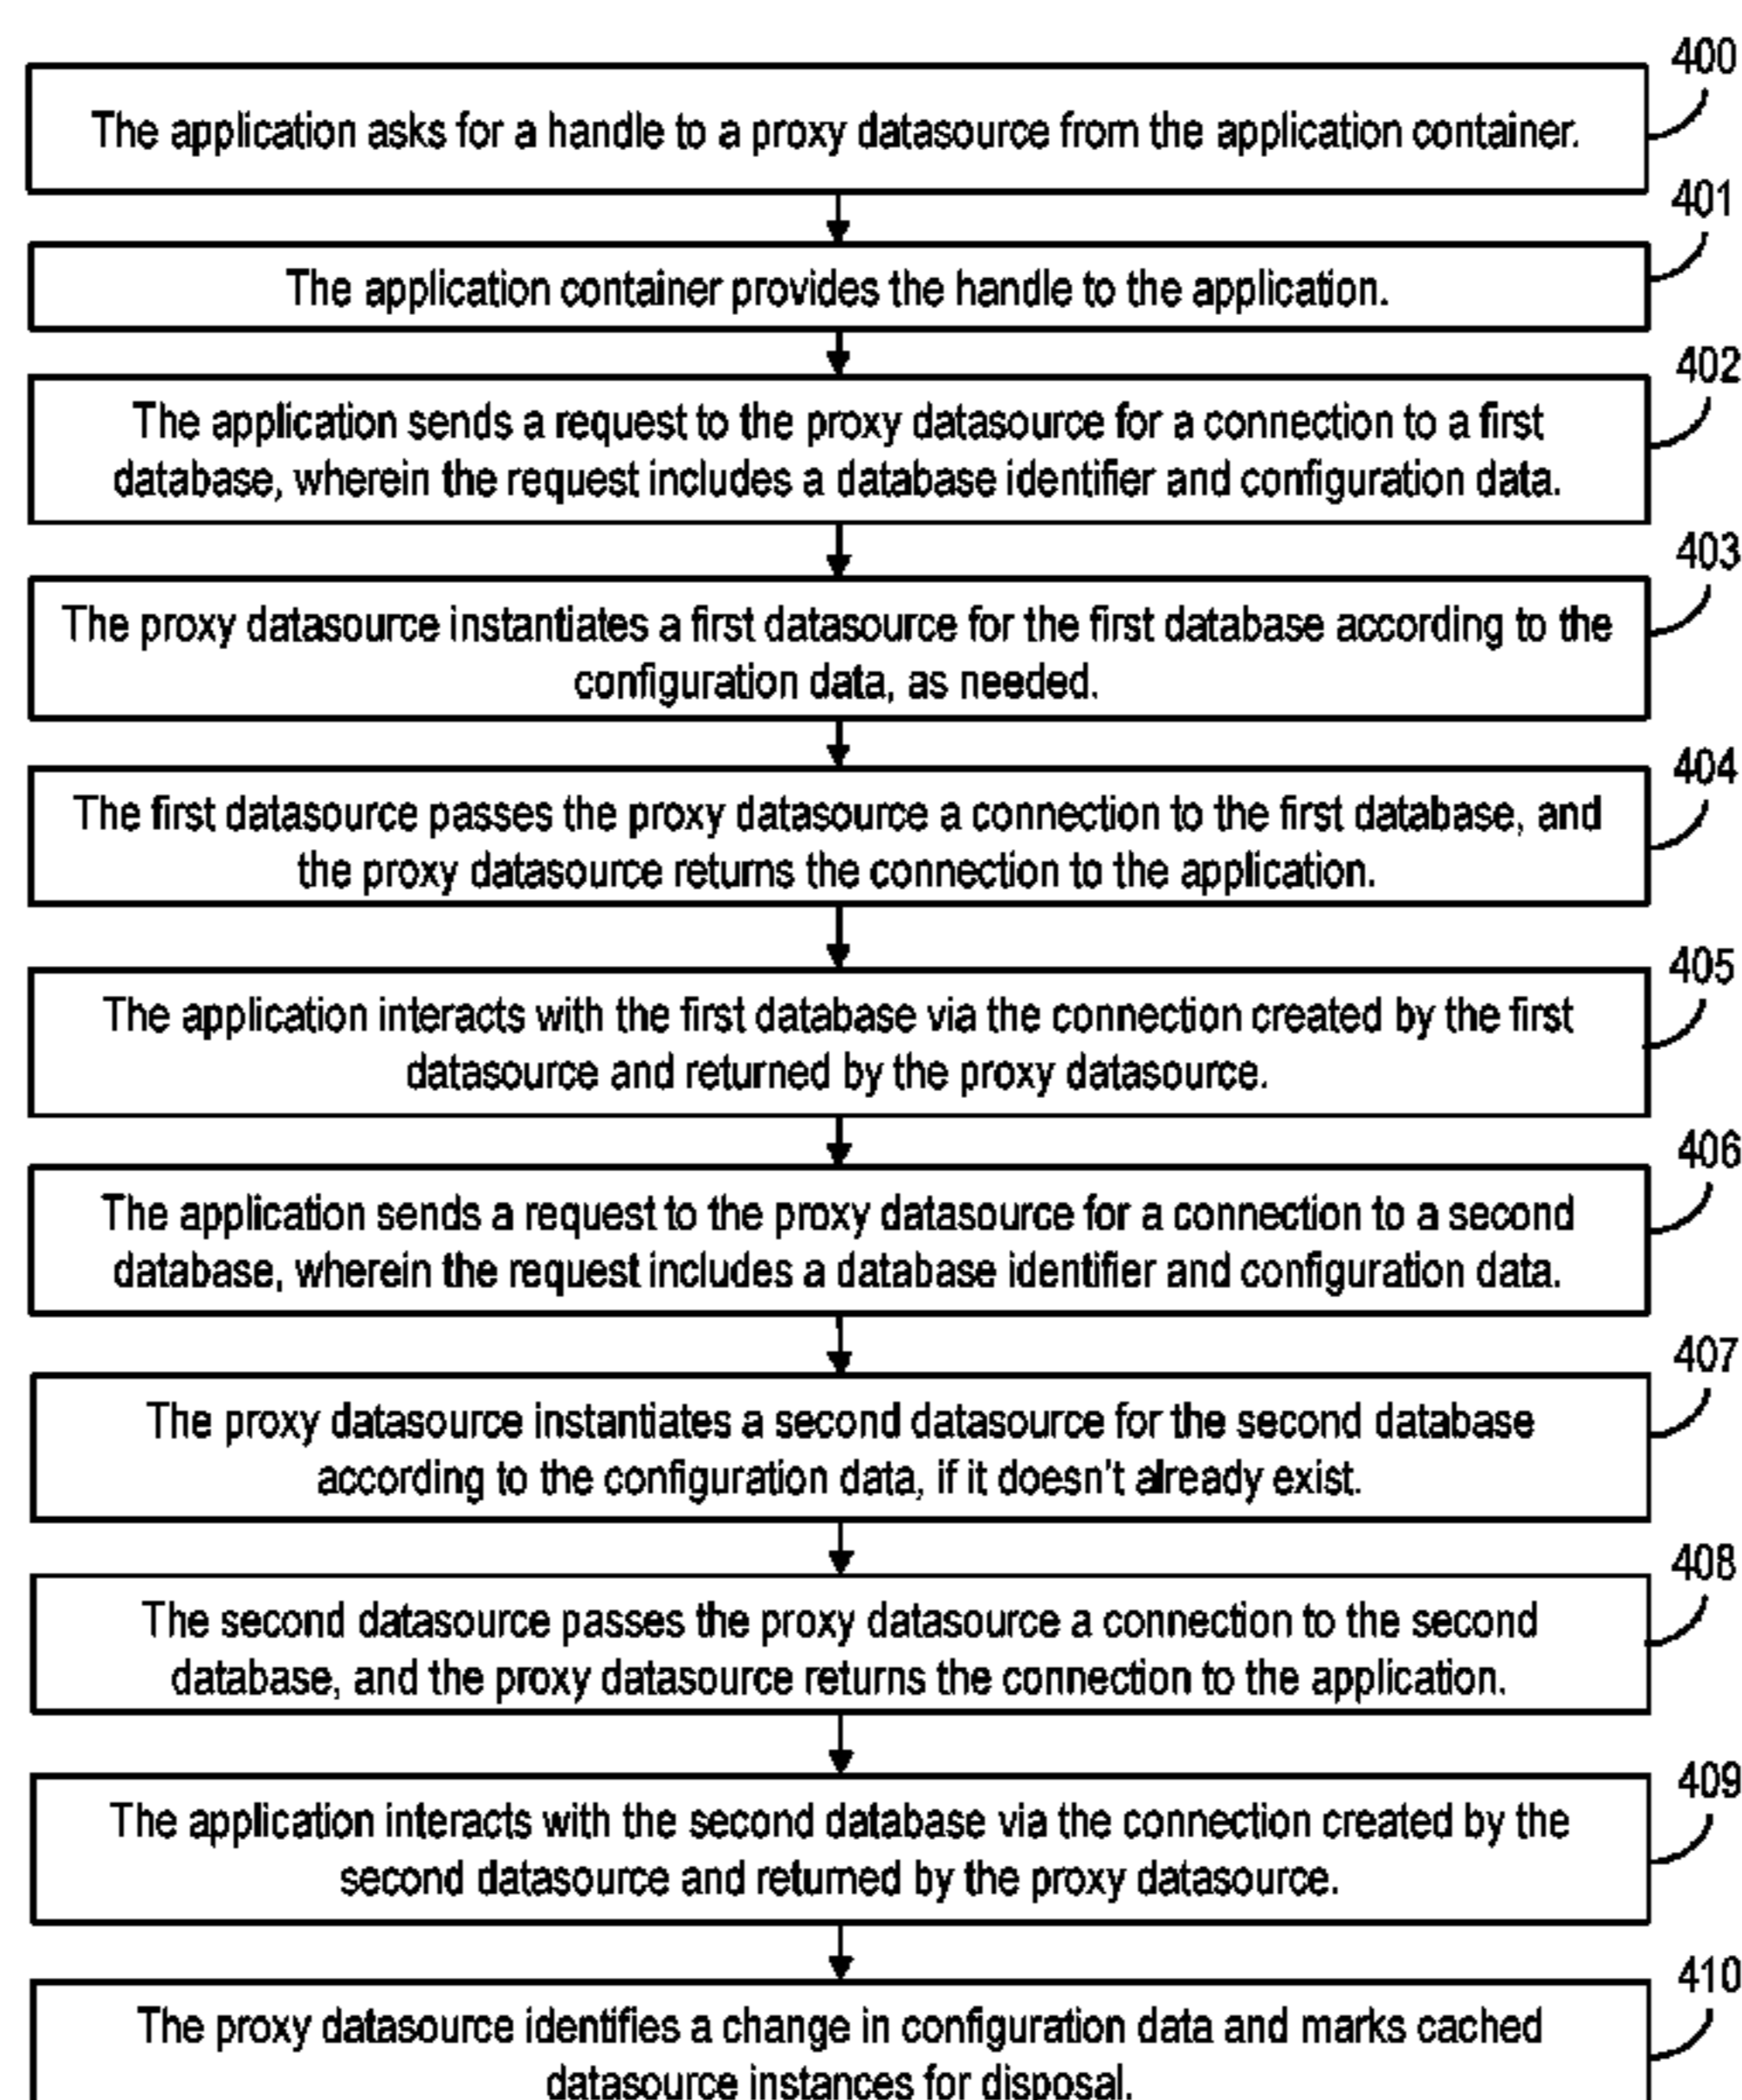 400
The application asks for a handle to a proxy datasource from the application container.
401
The application container provides the handle to the application.
402
The application sends a request to the proxy datasource for a connection to a first
database, wherein the request includes a database identifier and configuration data.
403
The proxy datasource instantiates a first datasource for the first database according to the
configuration data, as needed.
404
The first datasource passes the proxy datasource a connection to the first database, and
the proxy datasource returns the connection to the application.
405
The application interacts with the first database via the connection created by the first
datasource and returned by the proxy datasource.
406
The application sends a request to the proxy datasource for a connection to a second
database, wherein the request includes a database identifier and configuration data.
407
The proxy datasource instantiates a second datasource for the second database
according to the configuration data, if it doesn't already exist.
408
The second datasource passes the proxy datasource a connection to the second
database, and the proxy datasource returns the connection to the application.
409
The application interacts with the second database via the connection created by the
second datasource and returned by the proxy datasource.
410
The proxy datasource identifies a change in configuration data and marks cached
datasource instances for disposal.